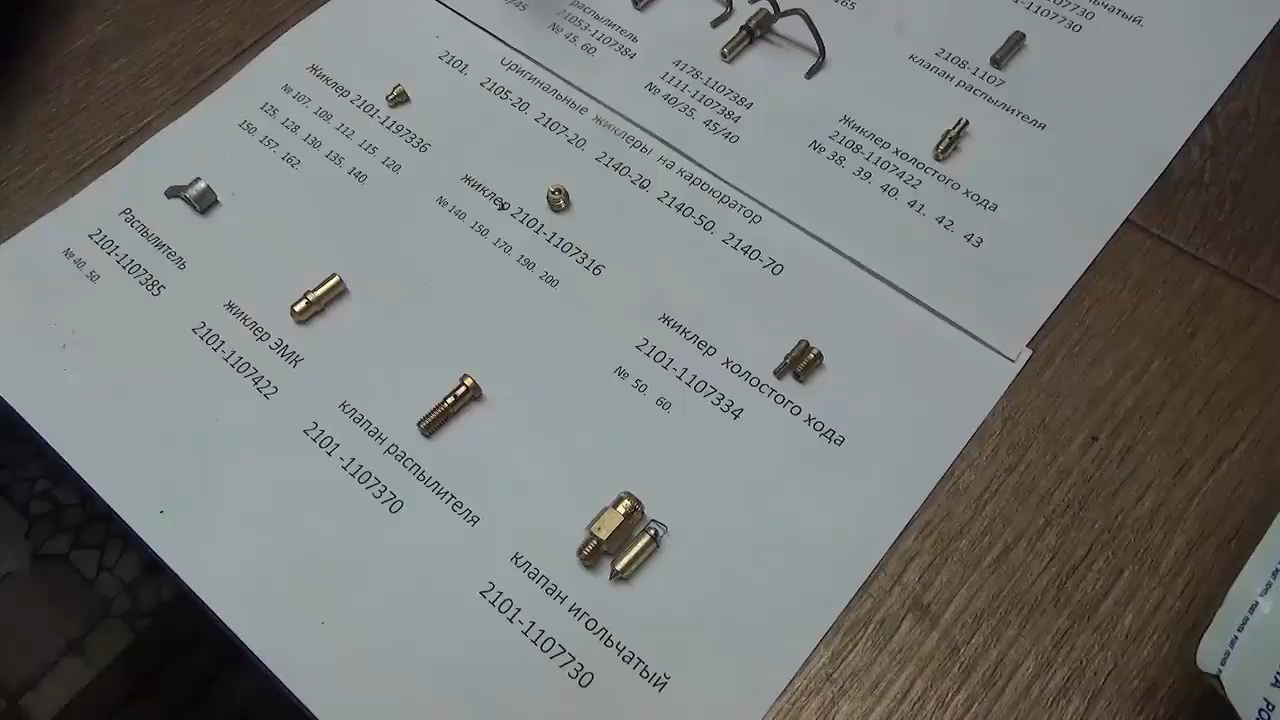 распылитель
21053-1107384
№ 45. 60.
4178-1107384
1111-1107384
№ 40/35. 45/40
1107730
2108-1107
клапан распылителя
Жиклер холостого хода
2108-1107422
№ 38. 39. 40. 41. 42. 43
Оригинальные жиклеры на карбюратор
2101. 2105-20. 2107-20. 2140-20. 2140-50. 2140-70
Жиклер 2101-1197336
№ 107. 109. 112. 115. 120.
125. 128. 130. 135. 140.
150. 157. 162.
жиклер 2101-1107316
№ 140. 150. 170. 190. 200.
Распылитель
2101-1107385
№ 40. 50.
жиклер ЭМК
2101-1107422
жиклер холостого хода
2101-1107334
№ 50. 60.
клапан распылителя
2101 -1107370
клапан игольчатый
2101-1107730